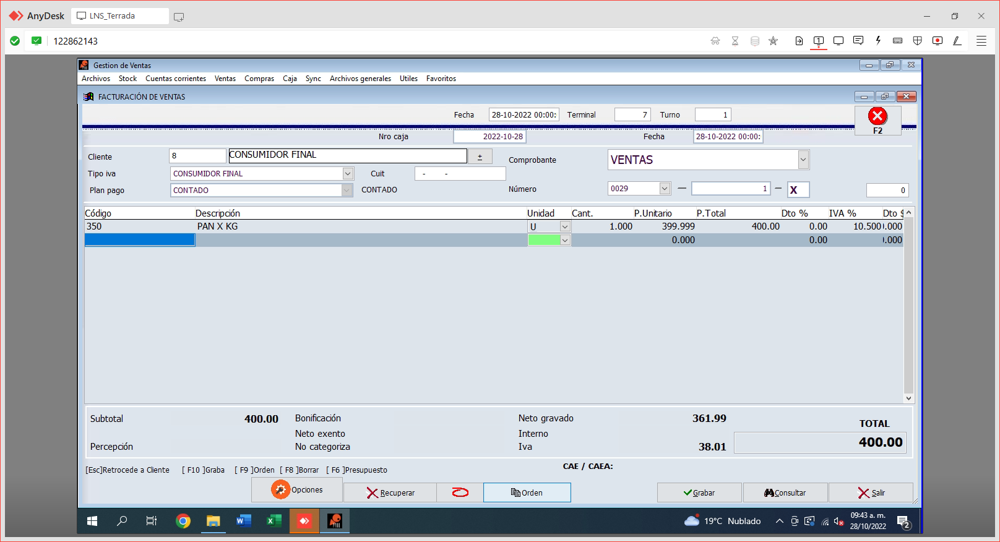 AnyDesk LNS_Terrada
122862143
Gestion de Ventas
Archivos Stock Cuentas corrientes Ventas Compras Caja Sync Archivos generales Utiles Favoritos
FACTURACIÓN DE VENTAS
Fecha 28-10-2022 00:00: Terminal 7 Turno 1
F2
Nro caja 2022-10-28 Fecha 28-10-2022 00:00:
Cliente 8 CONSUMIDOR FINAL + Comprobante VENTAS
Tipo iva CONSUMIDOR FINAL Cuit - -
Plan pago CONTADO CONTADO Número 0029 — 1 — X 0
Código Descripción Unidad Cant. P.Unitario P.Total Dto % IVA % Dto $
350 PAN X KG U 1.000 399.999 400.00 0.00 10.500 0.000
0.000 0.00 0.000
Subtotal 400.00 Bonificación Neto gravado 361.99 TOTAL
Neto exento Interno 400.00
Percepción No categoriza Iva 38.01
[Esc]Retrocede a Cliente [ F10 ]Graba [ F9 ]Orden [ F8 ]Borrar [ F6 ]Presupuesto CAE / CAEA:
Opciones Recuperar Orden Grabar Consultar Salir
19°C Nublado 09:43 a. m.
28/10/2022 2